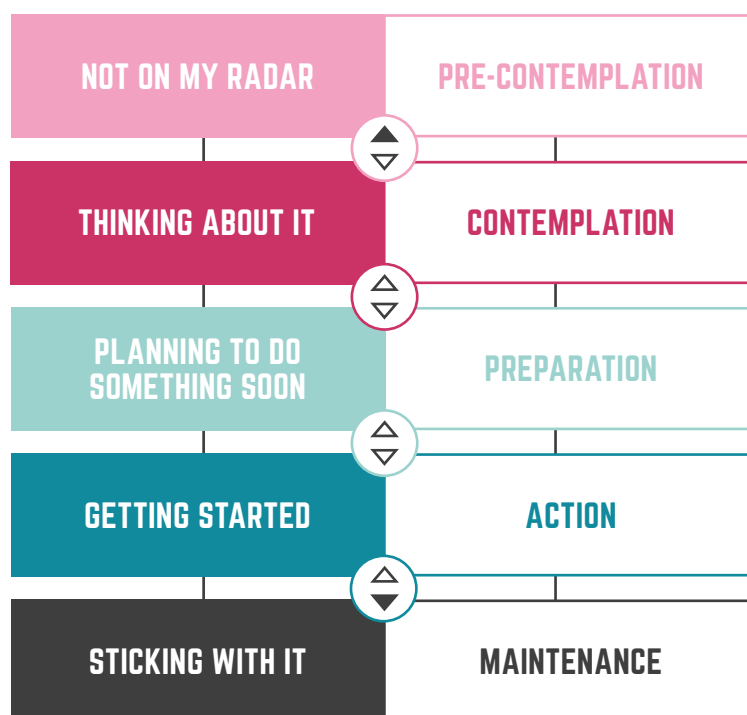 NOT ON MY RADAR
PRE-CONTEMPLATION
THINKING ABOUT IT
CONTEMPLATION
PLANNING TO DO
SOMETHING SOON
PREPARATION
GETTING STARTED
ACTION
STICKING WITH IT
MAINTENANCE